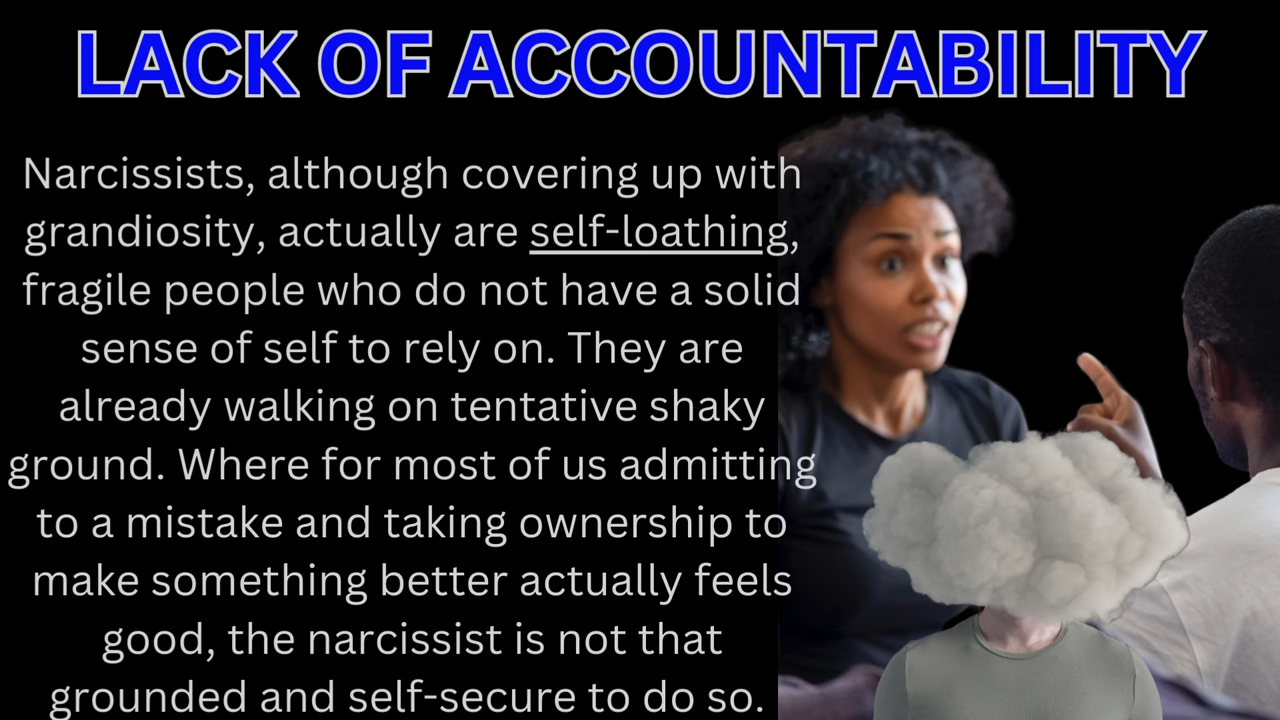 LACK OF ACCOUNTABILITY
Narcissists, although covering up with
grandiosity, actually are self-loathing,
fragile people who do not have a solid
sense of self to rely on. They are
already walking on tentative shaky
ground. Where for most of us admitting
to a mistake and taking ownership to
make something better actually feels
good, the narcissist is not that
grounded and self-secure to do so.